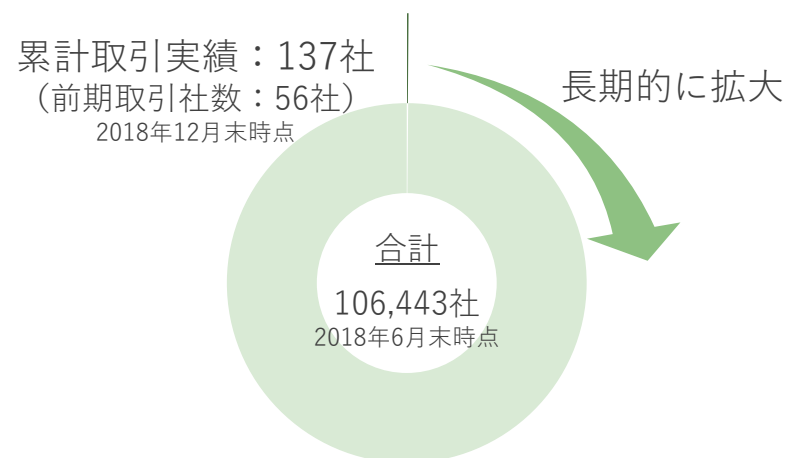 累計取引実績：137社
（前期取引社数：56社）
2018年12月末時点
長期的に拡大
合計
106,443社
2018年6月末時点